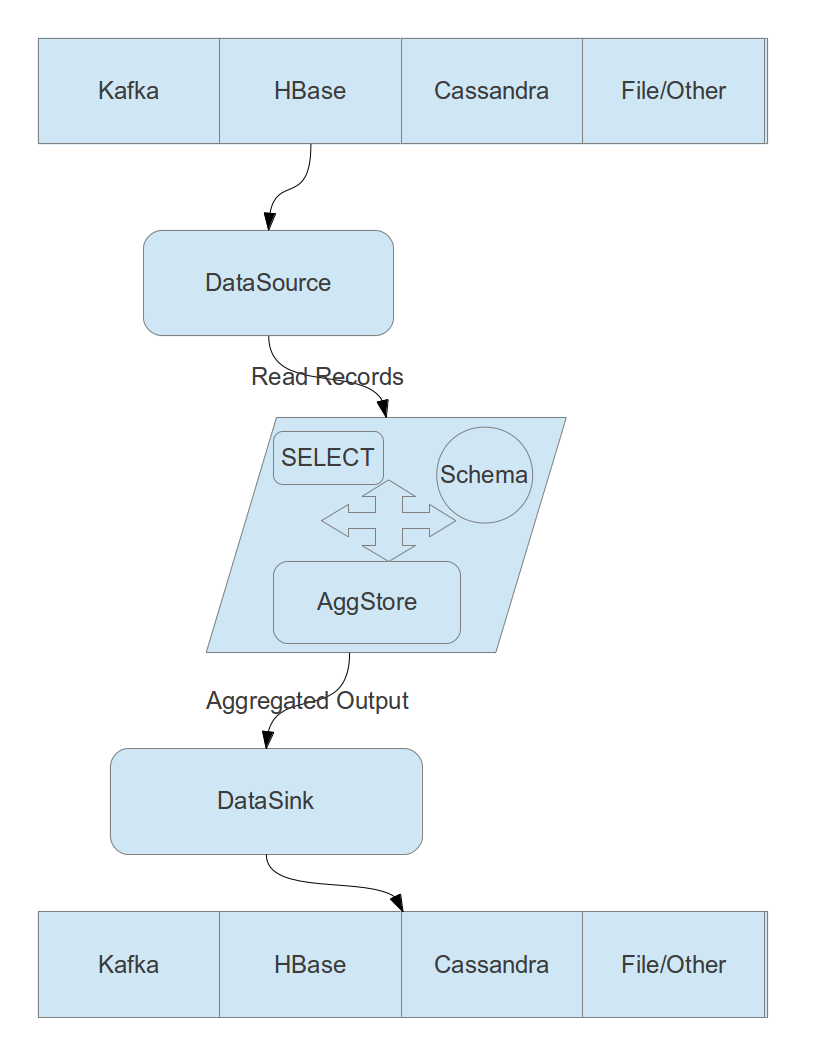 Kafka
HBase
Cassandra
File/Other
DataSource
Read Records
SELECT
Schema
AggStore
Aggregated Output
DataSink
Kafka
HBase
Cassandra
File/Other